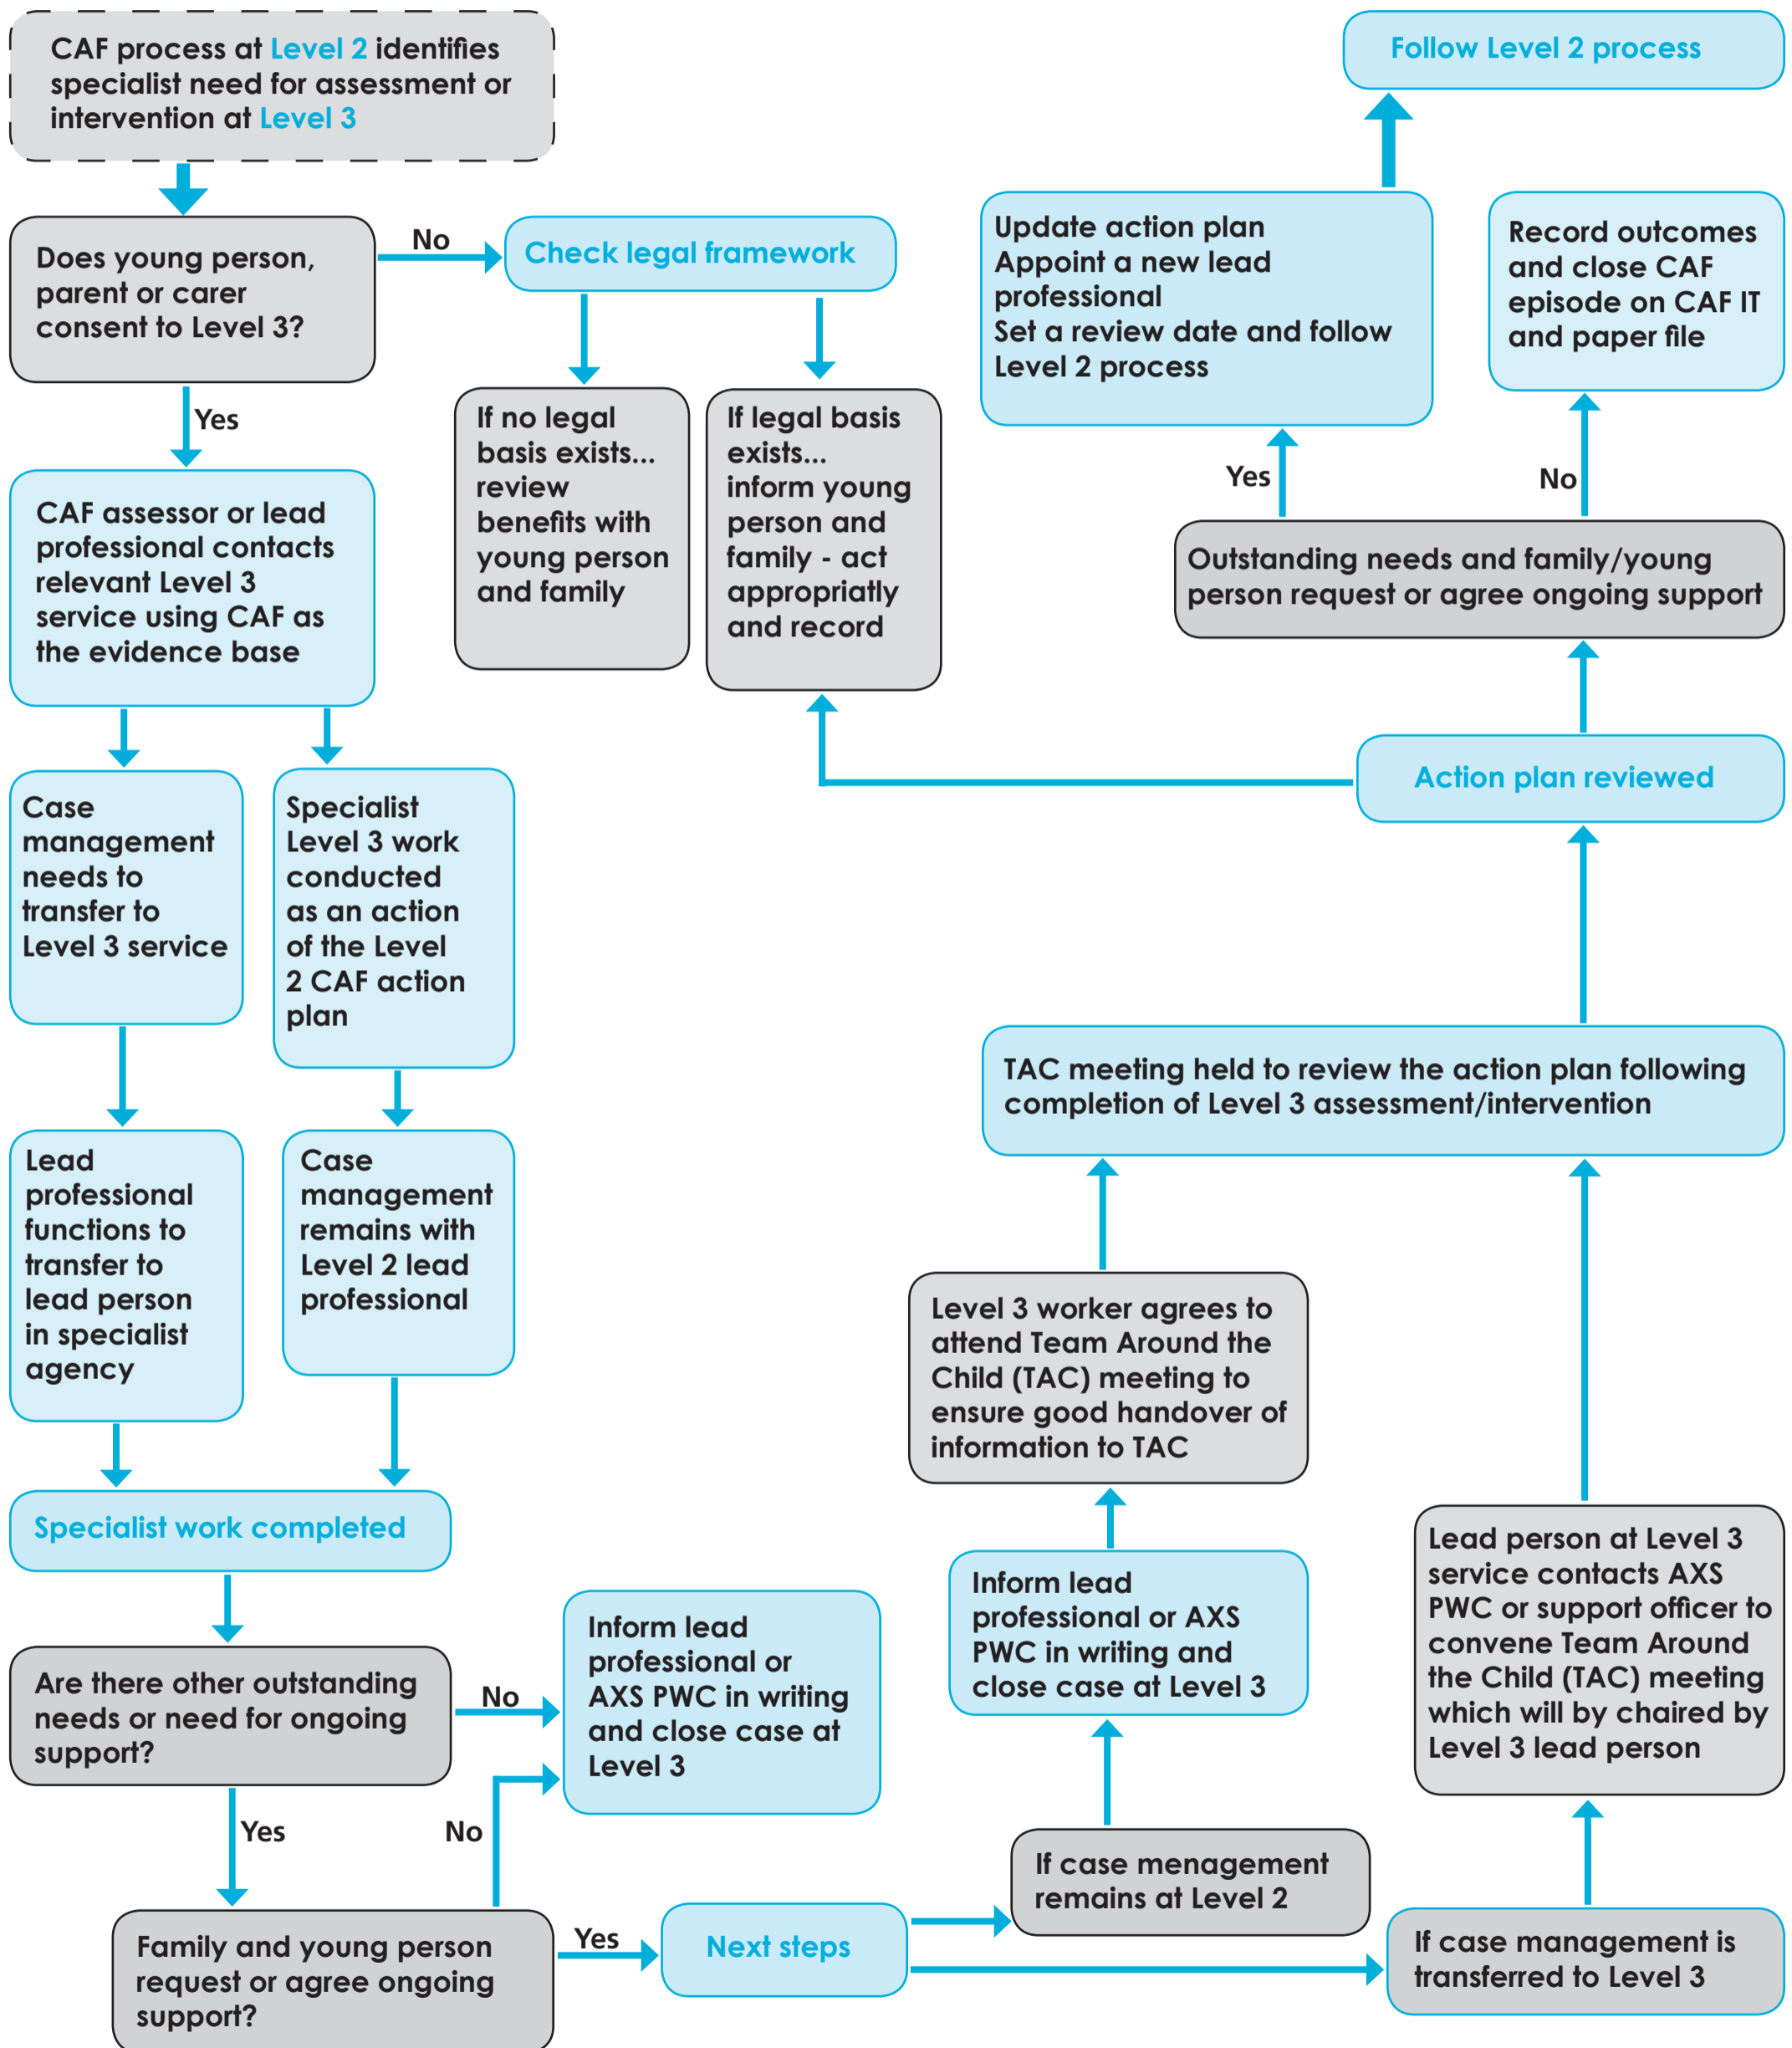 CAF process at Level 2 identifies
specialist need for assessment or
intervention at Level 3
Does young person,
parent or carer
consent to Level 3?
No
Check legal framework
Yes
If no legal
basis exists...
review
benefits with
young person
and family
If legal basis
exists...
inform young
person and
family - act
appropriatly
and record
CAF assessor or lead
professional contacts
relevant Level 3
service using CAF as
the evidence base
Case
management
needs to
transfer to
Level 3 service
Specialist
Level 3 work
conducted
as an action
of the Level
2 CAF action
plan
Lead
professional
functions to
transfer to
lead person
in specialist
agency
Case
management
remains with
Level 2 lead
professional
Specialist work completed
Are there other outstanding
needs or need for ongoing
support?
No
Inform lead
professional or
AXS PWC in writing
and close case at
Level 3
Yes
No
Family and young person
request or agree ongoing
support?
Yes
Next steps
If case menagement
remains at Level 2
If case management is
transferred to Level 3
Inform lead
professional or AXS
PWC in writing and
close case at Level 3
Lead person at Level 3
service contacts AXS
PWC or support officer to
convene Team Around
the Child (TAC) meeting
which will by chaired by
Level 3 lead person
Level 3 worker agrees to
attend Team Around the
Child (TAC) meeting to
ensure good handover of
information to TAC
TAC meeting held to review the action plan following
completion of Level 3 assessment/intervention
Action plan reviewed
Outstanding needs and family/young
person request or agree ongoing support
Yes
No
Update action plan
Appoint a new lead
professional
Set a review date and follow
Level 2 process
Record outcomes
and close CAF
episode on CAF IT
and paper file
Follow Level 2 process